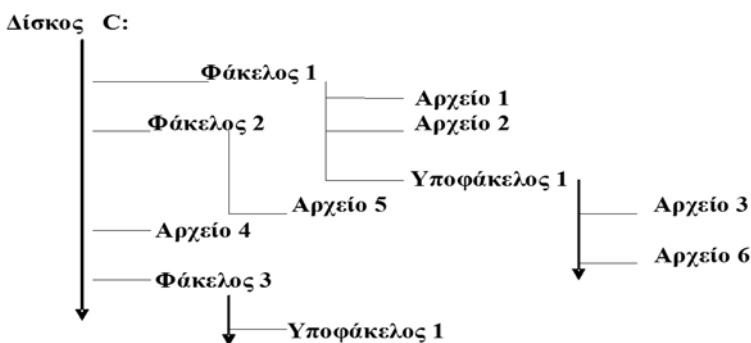 Δίσκος C:
Φάκελος 1
Αρχείο 1
Φάκελος 2
Αρχείο 2
Υποφάκελος 1
Αρχείο 5
Αρχείο 3
Αρχείο 4
Αρχείο 6
Φάκελος 3
Υποφάκελος 1